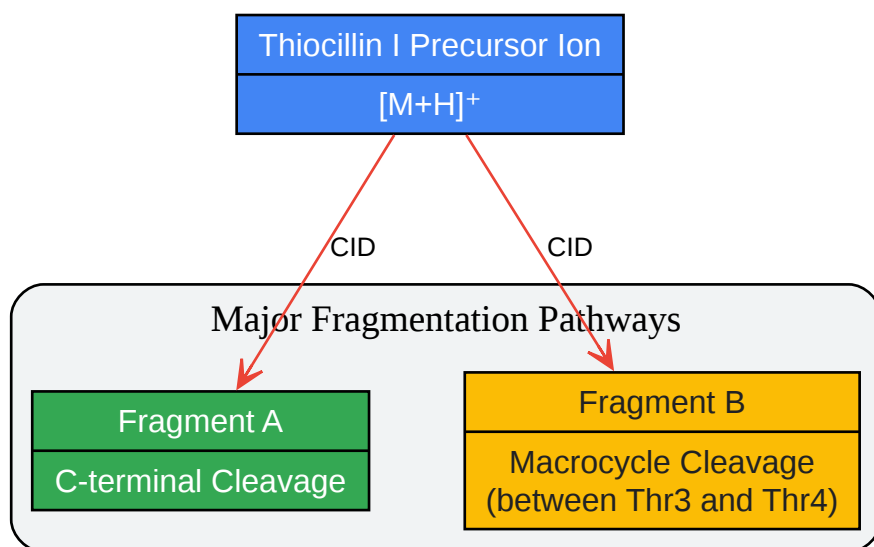 Thiocillin I Precursor Ion
[M+H]⁺
CID
CID
Major Fragmentation Pathways
Fragment A
C-terminal Cleavage
Fragment B
Macrocycle Cleavage
(between Thr3 and Thr4)